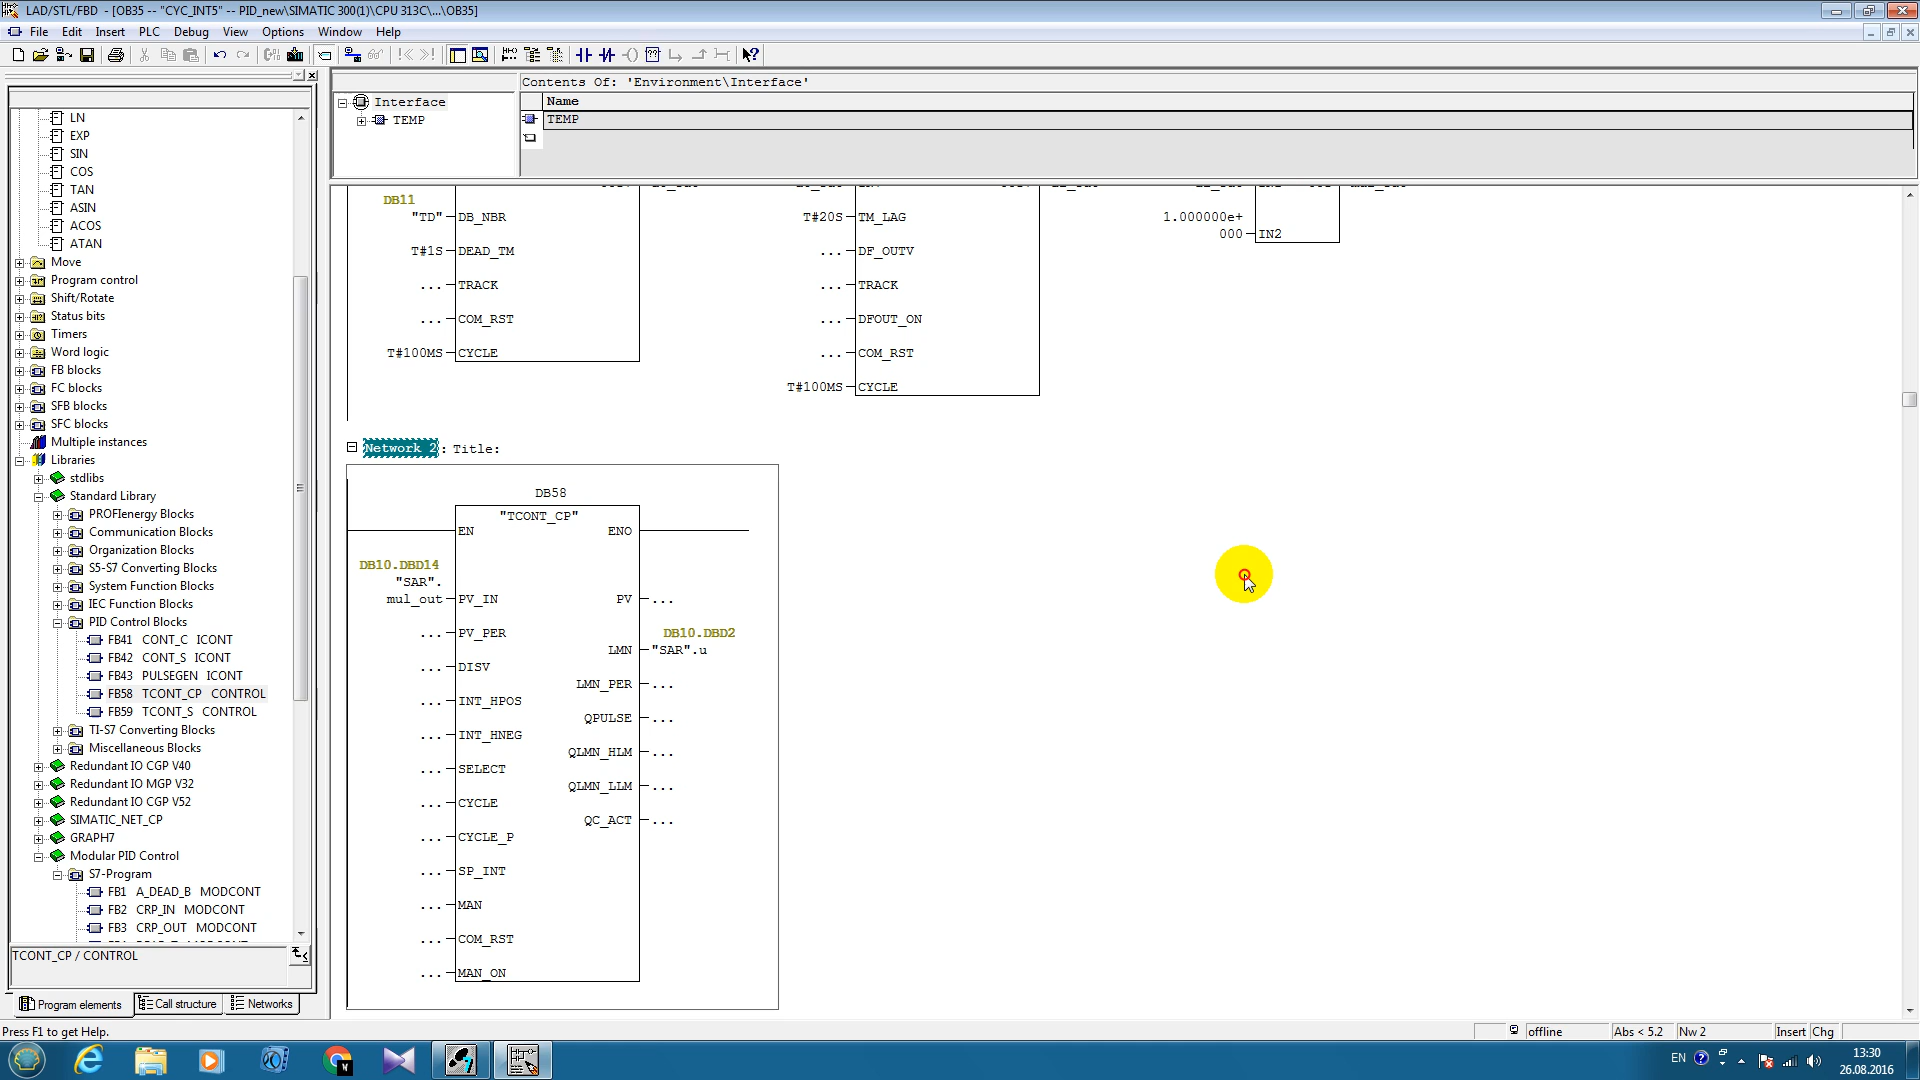 LAD/STL/FBD - [OB35 -- "CYC_INT5" -- PID_new\SIMATIC 300(1)\CPU 313C\...\OB35]
File Edit Insert PLC Debug View Options Window Help
LN
EXP
SIN
COS
TAN
ASIN
ACOS
ATAN
Move
Program control
Shift/Rotate
Status bits
Timers
Word logic
FB blocks
FC blocks
SFB blocks
SFC blocks
Multiple instances
Libraries
stdlibs
Standard Library
PROFIenergy Blocks
Communication Blocks
Organization Blocks
S5-S7 Converting Blocks
System Function Blocks
IEC Function Blocks
PID Control Blocks
FB41 CONT_C ICONT
FB42 CONT_S ICONT
FB43 PULSEGEN ICONT
FB58 TCONT_CP CONTROL
FB59 TCONT_S CONTROL
TI-S7 Converting Blocks
Miscellaneous Blocks
Redundant IO CGP V40
Redundant IO MGP V32
Redundant IO CGP V52
SIMATIC_NET_CP
GRAPH7
Modular PID Control
S7-Program
FB1 A_DEAD_B MODCONT
FB2 CRP_IN MODCONT
FB3 CRP_OUT MODCONT
TCONT_CP / CONTROL
Program elements Call structure Networks
Interface
TEMP
Contents Of: 'Environment\Interface'
Name
TEMP
DB11
"TD" DB_NBR
T#1S DEAD_TM
... TRACK
... COM_RST
T#100MS CYCLE
T#20S TM_LAG
... DF_OUTV
... TRACK
... DFOUT_ON
... COM_RST
T#100MS CYCLE
1.000000e+
000 IN2
Network 2 : Title:
DB58
"TCONT_CP"
EN ENO
DB10.DBD14
"SAR".
mul_out PV_IN PV ...
... PV_PER DB10.DBD2
LMN "SAR".u
... DISV
LMN_PER ...
... INT_HPOS
QPULSE ...
... INT_HNEG
QLMN_HLM ...
... SELECT
QLMN_LLM ...
... CYCLE
QC_ACT ...
... CYCLE_P
... SP_INT
... MAN
... COM_RST
... MAN_ON
Press F1 to get Help.
offline Abs < 5.2 Nw 2 Insert Chg
EN 13:30
26.08.2016